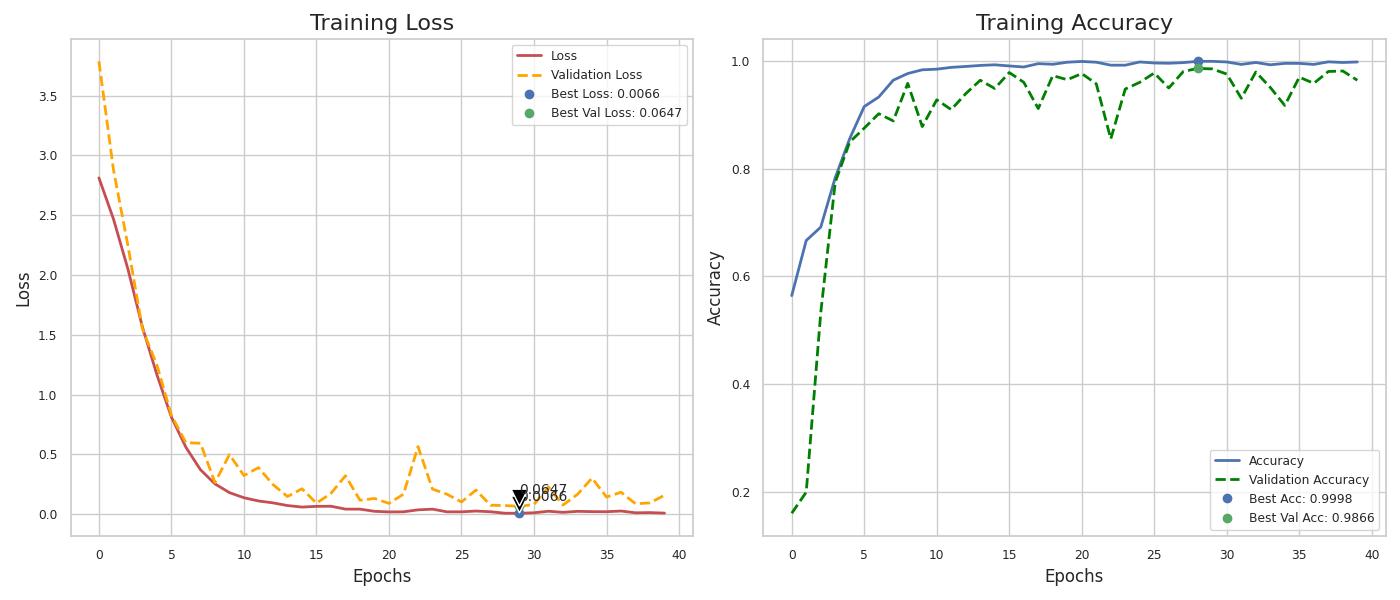 Training Loss
Loss
Validation Loss
Best Loss: 0.0066
Best Val Loss: 0.0647
3.5
3.0
2.5
2.0
1.5
1.0
0.5
0.0
0.0647
0.0066
0
5
10
15
20
25
30
35
40
Loss
Epochs
Training Accuracy
1.0
0.8
0.6
0.4
0.2
Accuracy
Validation Accuracy
Best Acc: 0.9998
Best Val Acc: 0.9866
0
5
10
15
20
25
30
35
40
Accuracy
Epochs